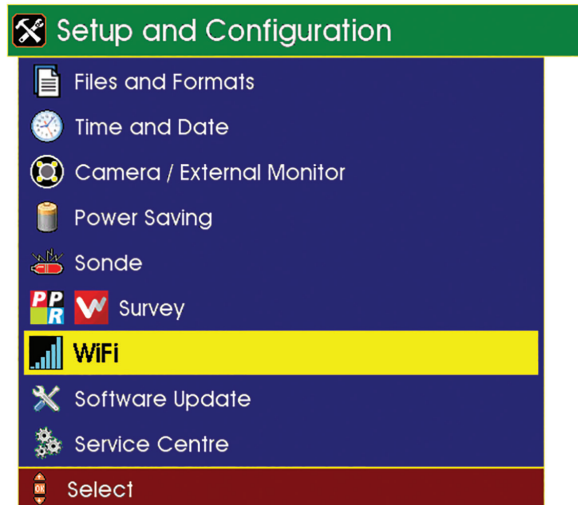 Setup and Configuration
Files and Formats
Time and Date
Camera / External Monitor
Power Saving
Sonde
PPR W Survey
WiFi
Software Update
Service Centre
OK Select